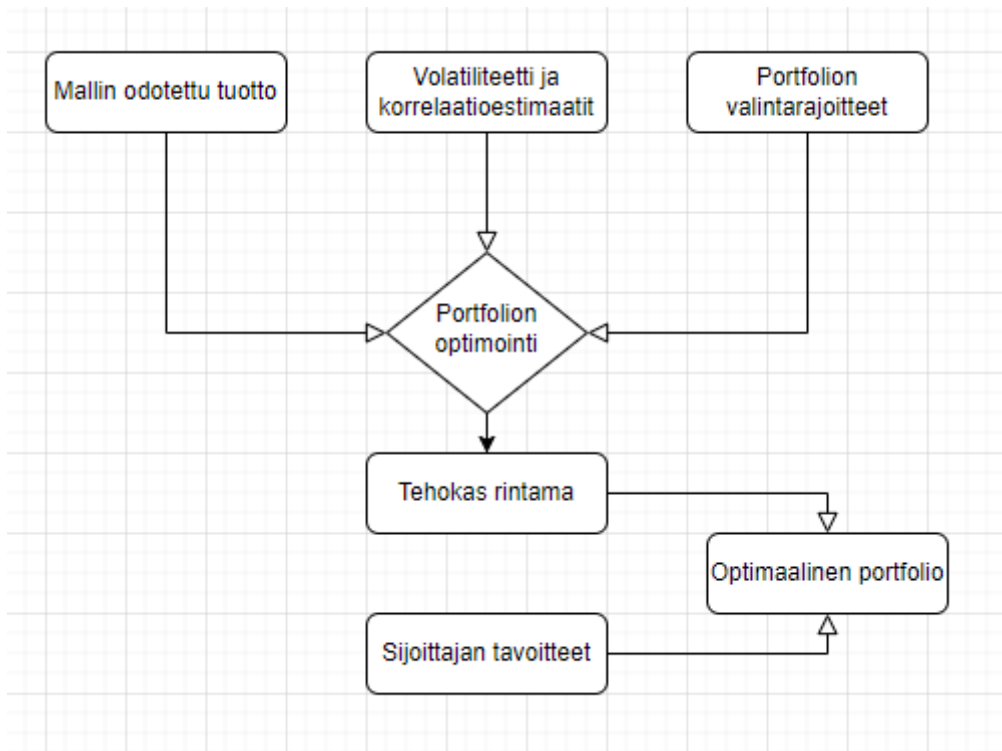 Mallin odotettu tuotto
Volatiliteetti ja
korrelaatioestimaatit
Portfolion
valintarajoitteet
Portfolion
optimointi
Tehokas rintama
Optimaalinen portfolio
Sijoittajan tavoitteet